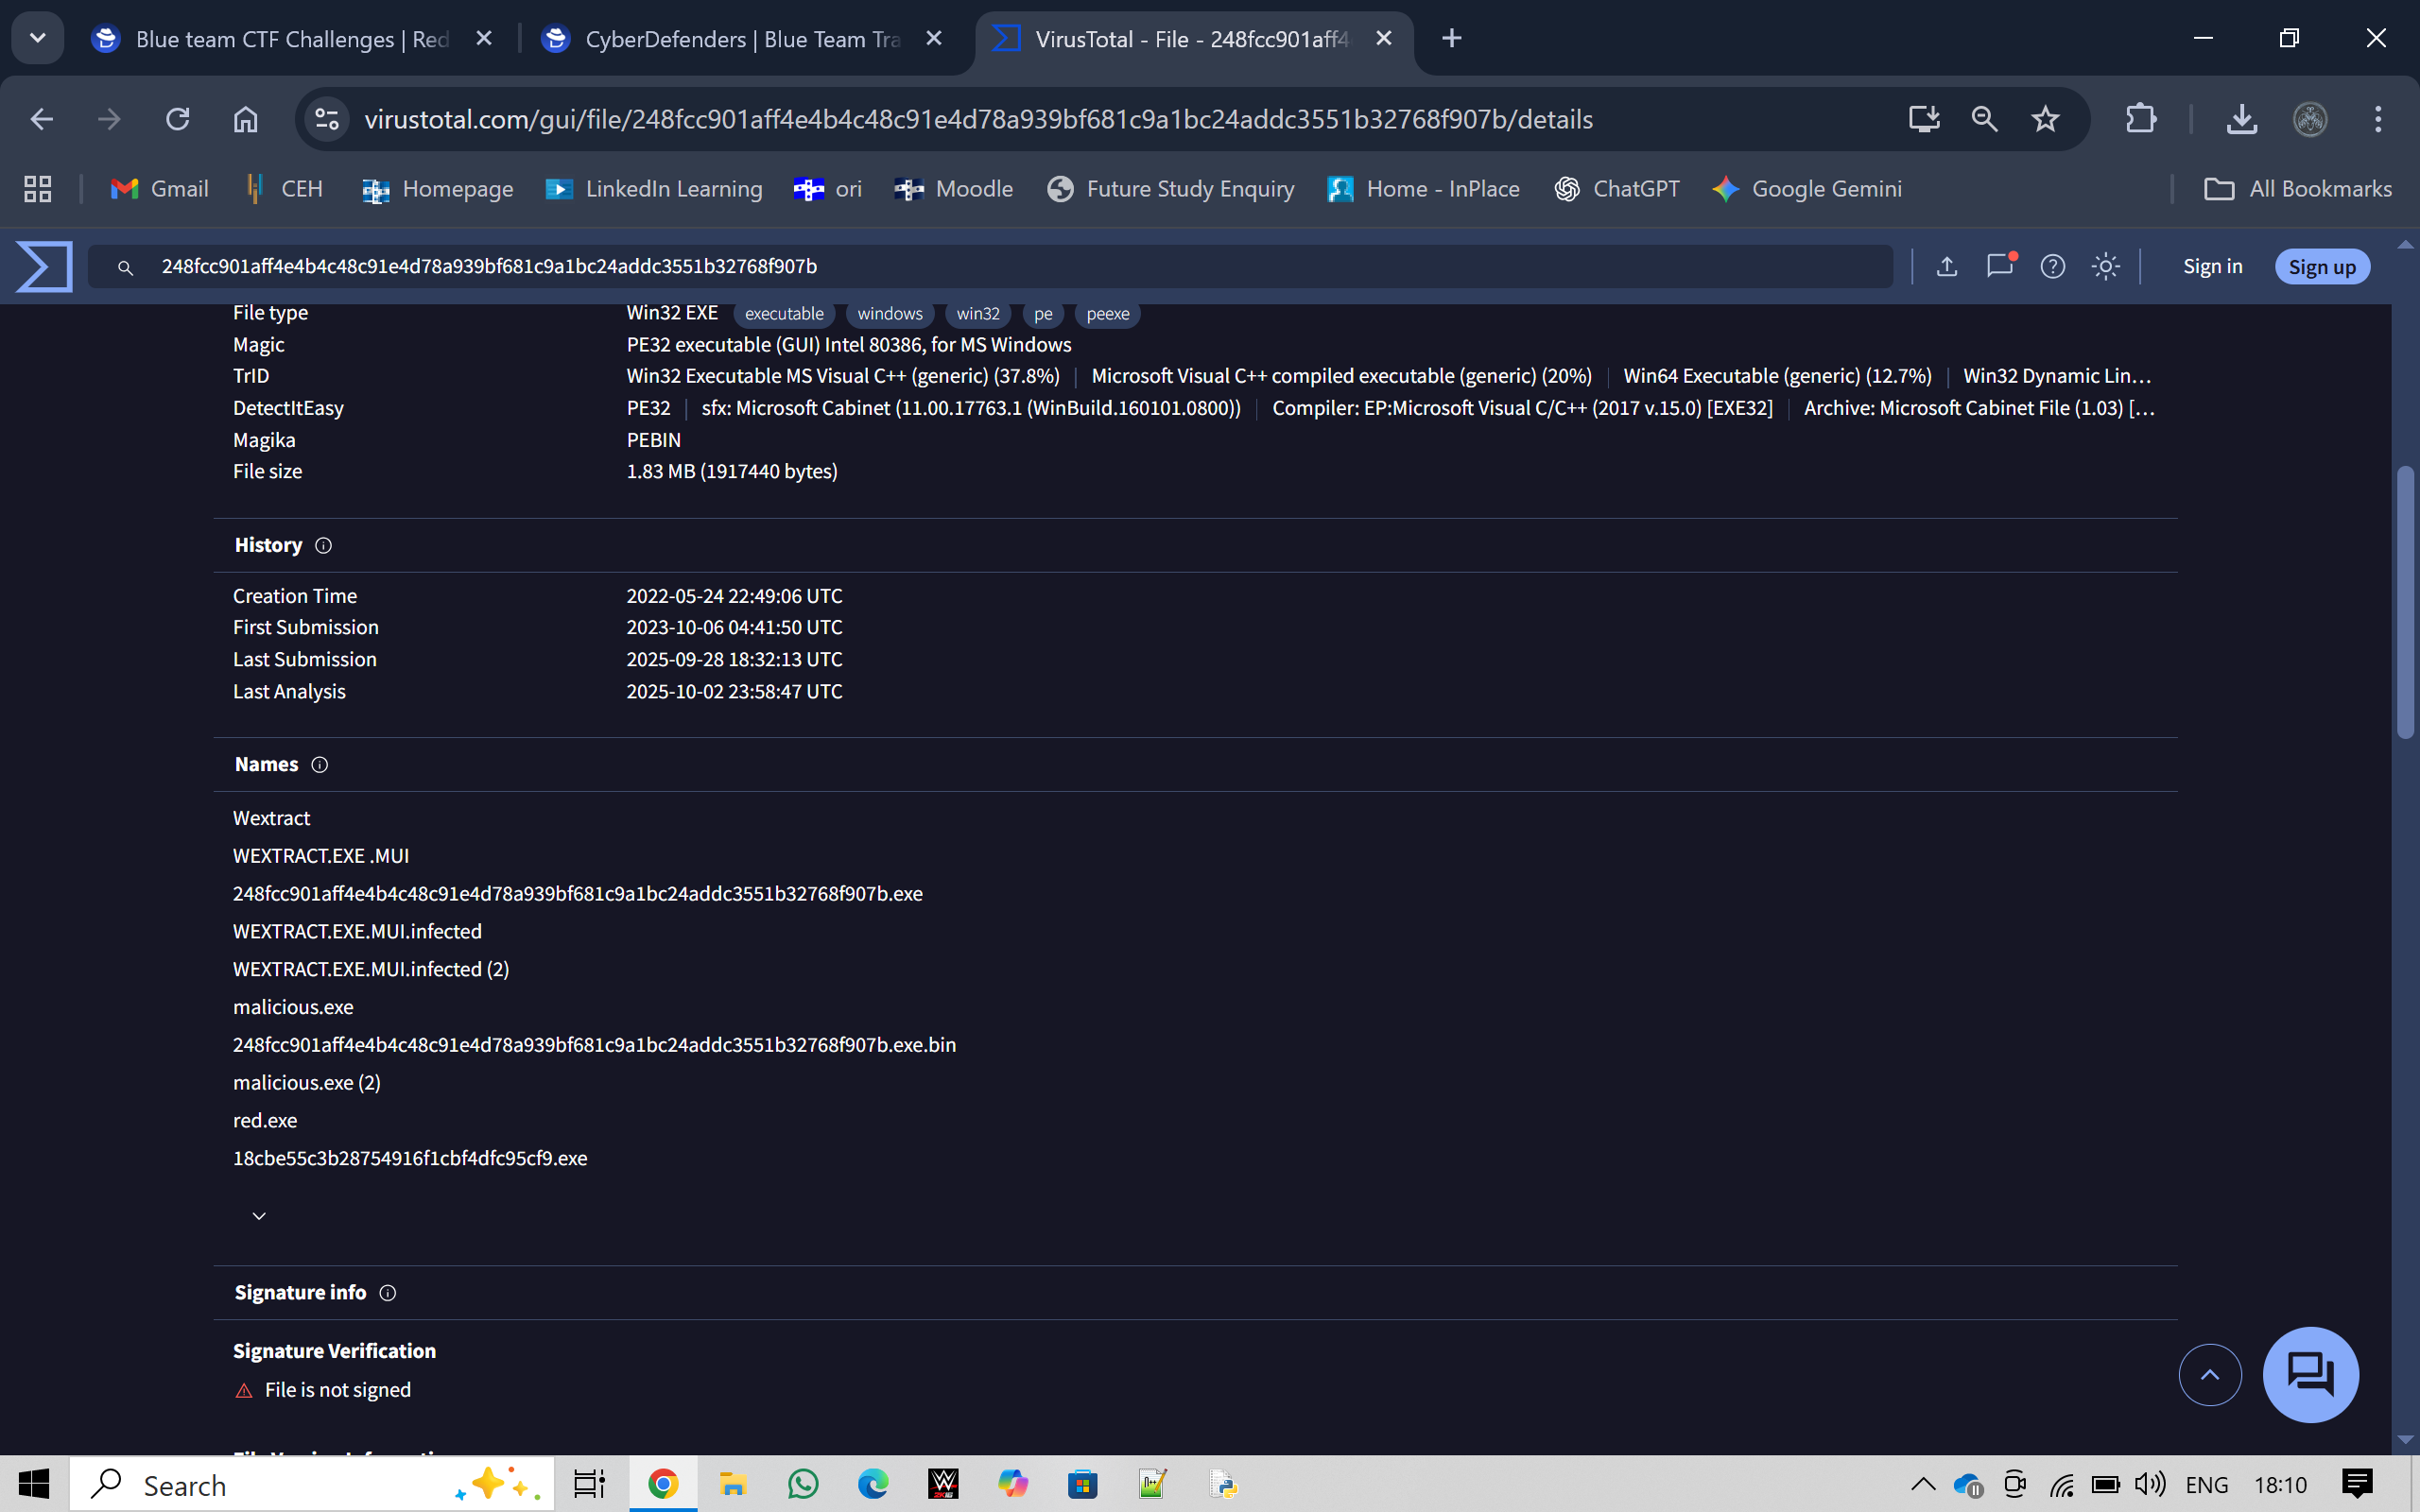 Blue team CTF Challenges | Red
CyberDefenders | Blue Team Tra
VirusTotal - File - 248fcc901aff4
virustotal.com/gui/file/248fcc901aff4e4b4c48c91e4d78a939bf681c9a1bc24addc3551b32768f907b/details
Gmail CEH Homepage LinkedIn Learning ori Moodle Future Study Enquiry Home - InPlace ChatGPT Google Gemini All Bookmarks
248fcc901aff4e4b4c48c91e4d78a939bf681c9a1bc24addc3551b32768f907b Sign in Sign up
File type Win32 EXE executable windows win32 pe peexe
Magic PE32 executable (GUI) Intel 80386, for MS Windows
TrID Win32 Executable MS Visual C++ (generic) (37.8%) | Microsoft Visual C++ compiled executable (generic) (20%) | Win64 Executable (generic) (12.7%) | Win32 Dynamic Lin...
DetectItEasy PE32 | sfx: Microsoft Cabinet (11.00.17763.1 (WinBuild.160101.0800)) | Compiler: EP:Microsoft Visual C/C++ (2017 v.15.0) [EXE32] | Archive: Microsoft Cabinet File (1.03) [...
Magika PEBIN
File size 1.83 MB (1917440 bytes)
History
Creation Time 2022-05-24 22:49:06 UTC
First Submission 2023-10-06 04:41:50 UTC
Last Submission 2025-09-28 18:32:13 UTC
Last Analysis 2025-10-02 23:58:47 UTC
Names
Wextract
WEXTRACT.EXE .MUI
248fcc901aff4e4b4c48c91e4d78a939bf681c9a1bc24addc3551b32768f907b.exe
WEXTRACT.EXE.MUI.infected
WEXTRACT.EXE.MUI.infected (2)
malicious.exe
248fcc901aff4e4b4c48c91e4d78a939bf681c9a1bc24addc3551b32768f907b.exe.bin
malicious.exe (2)
red.exe
18cbe55c3b28754916f1cbf4dfc95cf9.exe
Signature info
Signature Verification
File is not signed
Search ENG 18:10